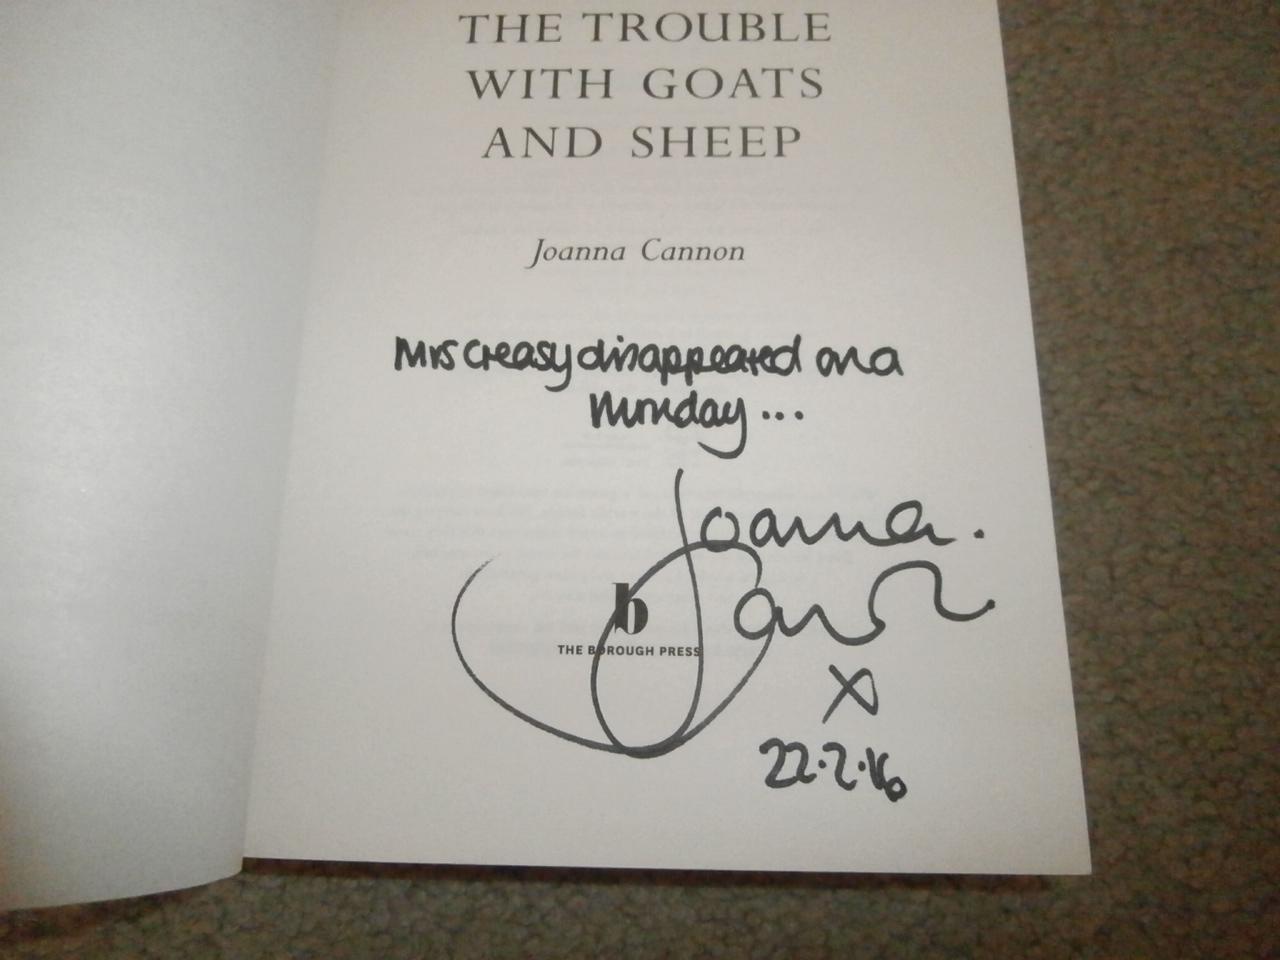 THE TROUBLE
WITH GOATS
AND SHEEP
Joanna Cannon
Mrs Creasy disappeared on a
Monday...
Joanna.
Cannon
b
THE BOROUGH PRESS
X
22.2.16